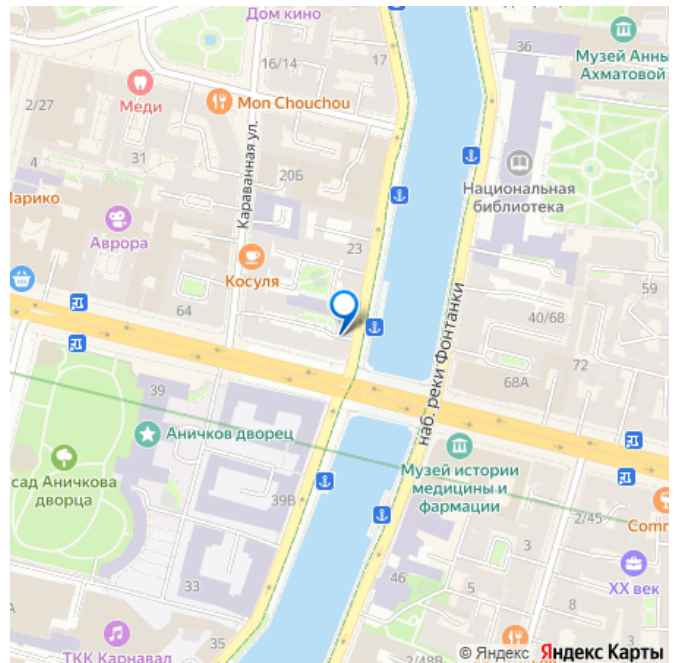 Дом кино
16/14
17
36
Музей Анны
Ахматовой
Меди
2/27
Mon Chouchou
Караванная ул.
31
4
20Б
Национальная
библиотека
Марико
Аврора
23
Косуля
59
64
40/68
наб. реки Фонтанки
72
68А
39
Аничков дворец
сад Аничкова
дворца
Музей истории
медицины и
фармации
39В
2/45
Comm
3
XX век
46
5
33
8
А
6
ТКК Карнавал
2/48В
© Яндекс Яндекс Карты